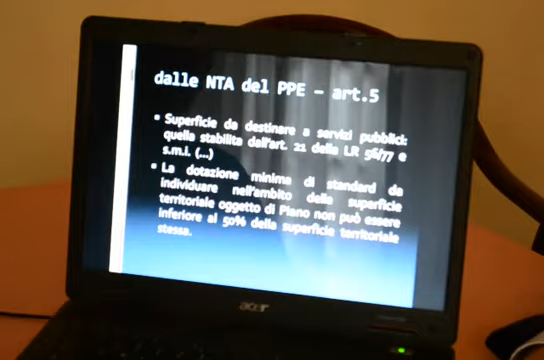 dalle NTA del PPE – art.5
▪ Superficie da destinare a servizi pubblici:
quella stabilita dall'art. 21 della LR 56/77 e
s.m.i. (...)
▪ La dotazione minima di standard da
individuare nell'ambito della superficie
territoriale oggetto di Piano non può essere
inferiore al 50% della superficie territoriale
stessa.
acer